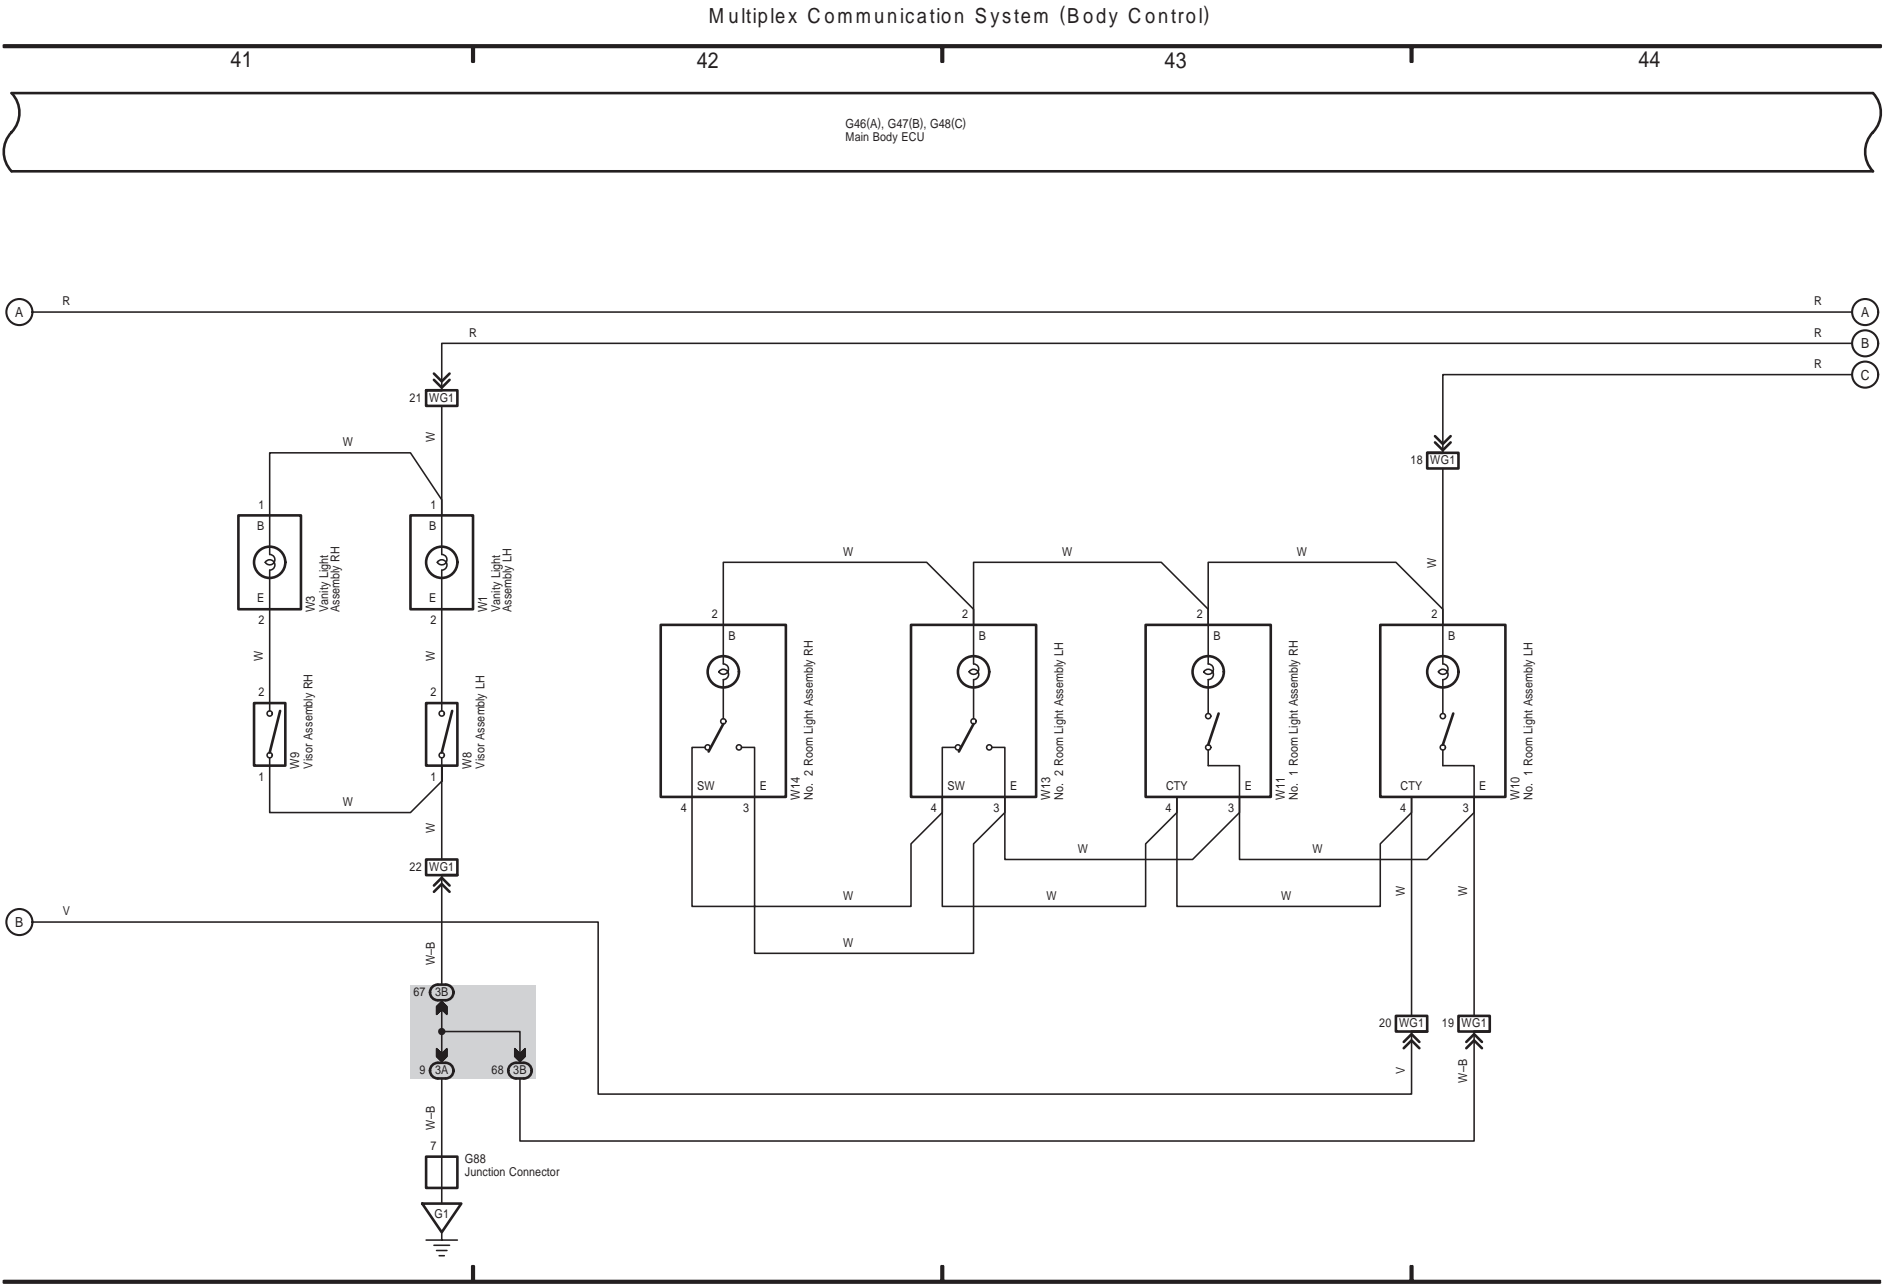 Multiplex Communication System (Body Control)
41 42 43 44
G46(A), G47(B), G48(C)
Main Body ECU
A R R A
R R B
R C
21 WG1
W
W
18 WG1
W
1 1
B B
E E
W3
Vanity Light
Assembly RH
W1
Vanity Light
Assembly LH
2 2
W W
2 2
W9
Visor Assembly RH
W8
Visor Assembly LH
1 1
W
W
22 WG1
W W W
2 2 2 2
B B B B
SW E SW E CTY E CTY E
W14
No. 2 Room Light Assembly RH
W13
No. 2 Room Light Assembly LH
W11
No. 1 Room Light Assembly RH
W10
No. 1 Room Light Assembly LH
4 3 4 3 4 3 4 3
W W
W W W W W
B V
W
W-B
67 3B
9 3A 68 3B
20 WG1 19 WG1
V W-B
W-B
7
G88
Junction Connector
G1